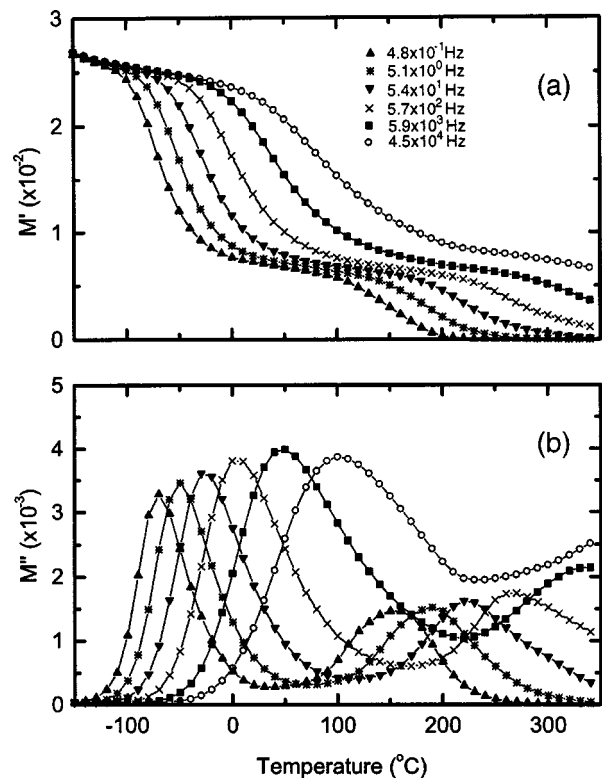 3
2
1
0
M' (x10⁻²)
4.8x10⁻¹Hz
5.1x10⁰Hz
5.4x10¹Hz
5.7x10²Hz
5.9x10³Hz
4.5x10⁴Hz
(a)
5
4
3
2
1
0
M" (x10⁻³)
(b)
-100 0 100 200 300
Temperature (°C)